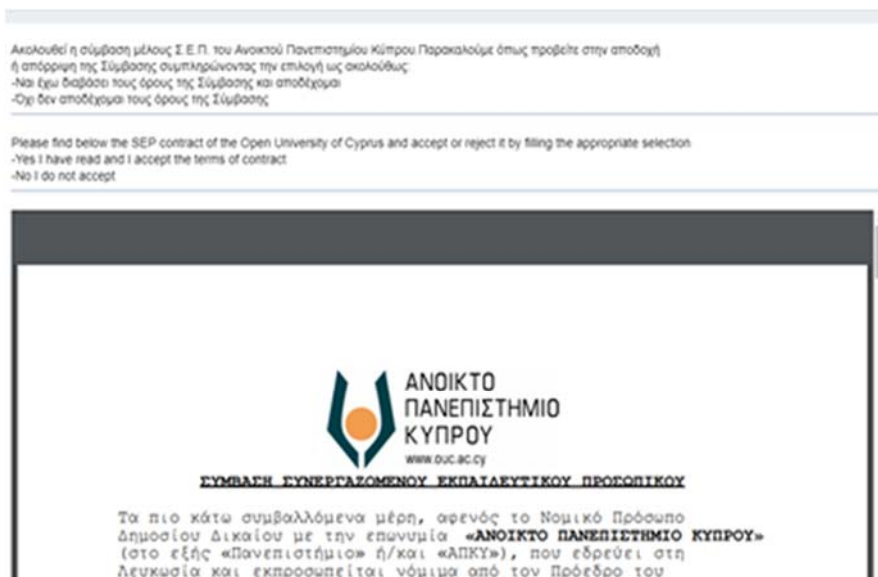 Ακολουθεί η σύμβαση μέλους Σ.Ε.Π. του Ανοικτού Πανεπιστημίου Κύπρου.Παρακαλούμε όπως προβείτε στην αποδοχή
ή απόρριψη της Σύμβασης συμπληρώνοντας την επιλογή ως ακολούθως:
-Ναι έχω διαβάσει τους όρους της Σύμβασης και αποδέχομαι
-Όχι δεν αποδέχομαι τους όρους της Σύμβασης
Please find below the SEP contract of the Open University of Cyprus and accept or reject it by filling the appropriate selection
-Yes I have read and I accept the terms of contract
-No I do not accept
ΑΝΟΙΚΤΟ
ΠΑΝΕΠΙΣΤΗΜΙΟ
ΚΥΠΡΟΥ
www.ouc.ac.cy
ΣΥΜΒΑΣΗ ΣΥΝΕΡΓΑΖΟΜΕΝΟΥ ΕΚΠΑΙΔΕΥΤΙΚΟΥ ΠΡΟΣΩΠΙΚΟΥ
Τα πιο κάτω συμβαλλόμενα μέρη, αφενός το Νομικό Πρόσωπο
Δημοσίου Δικαίου με την επωνυμία «ΑΝΟΙΚΤΟ ΠΑΝΕΠΙΣΤΗΜΙΟ ΚΥΠΡΟΥ»
(στο εξής «Πανεπιστήμιο» ή/και «ΑΠΚΥ»), που εδρεύει στη
Λευκωσία και εκπροσωπείται νόμιμα από τον Πρόεδρο του